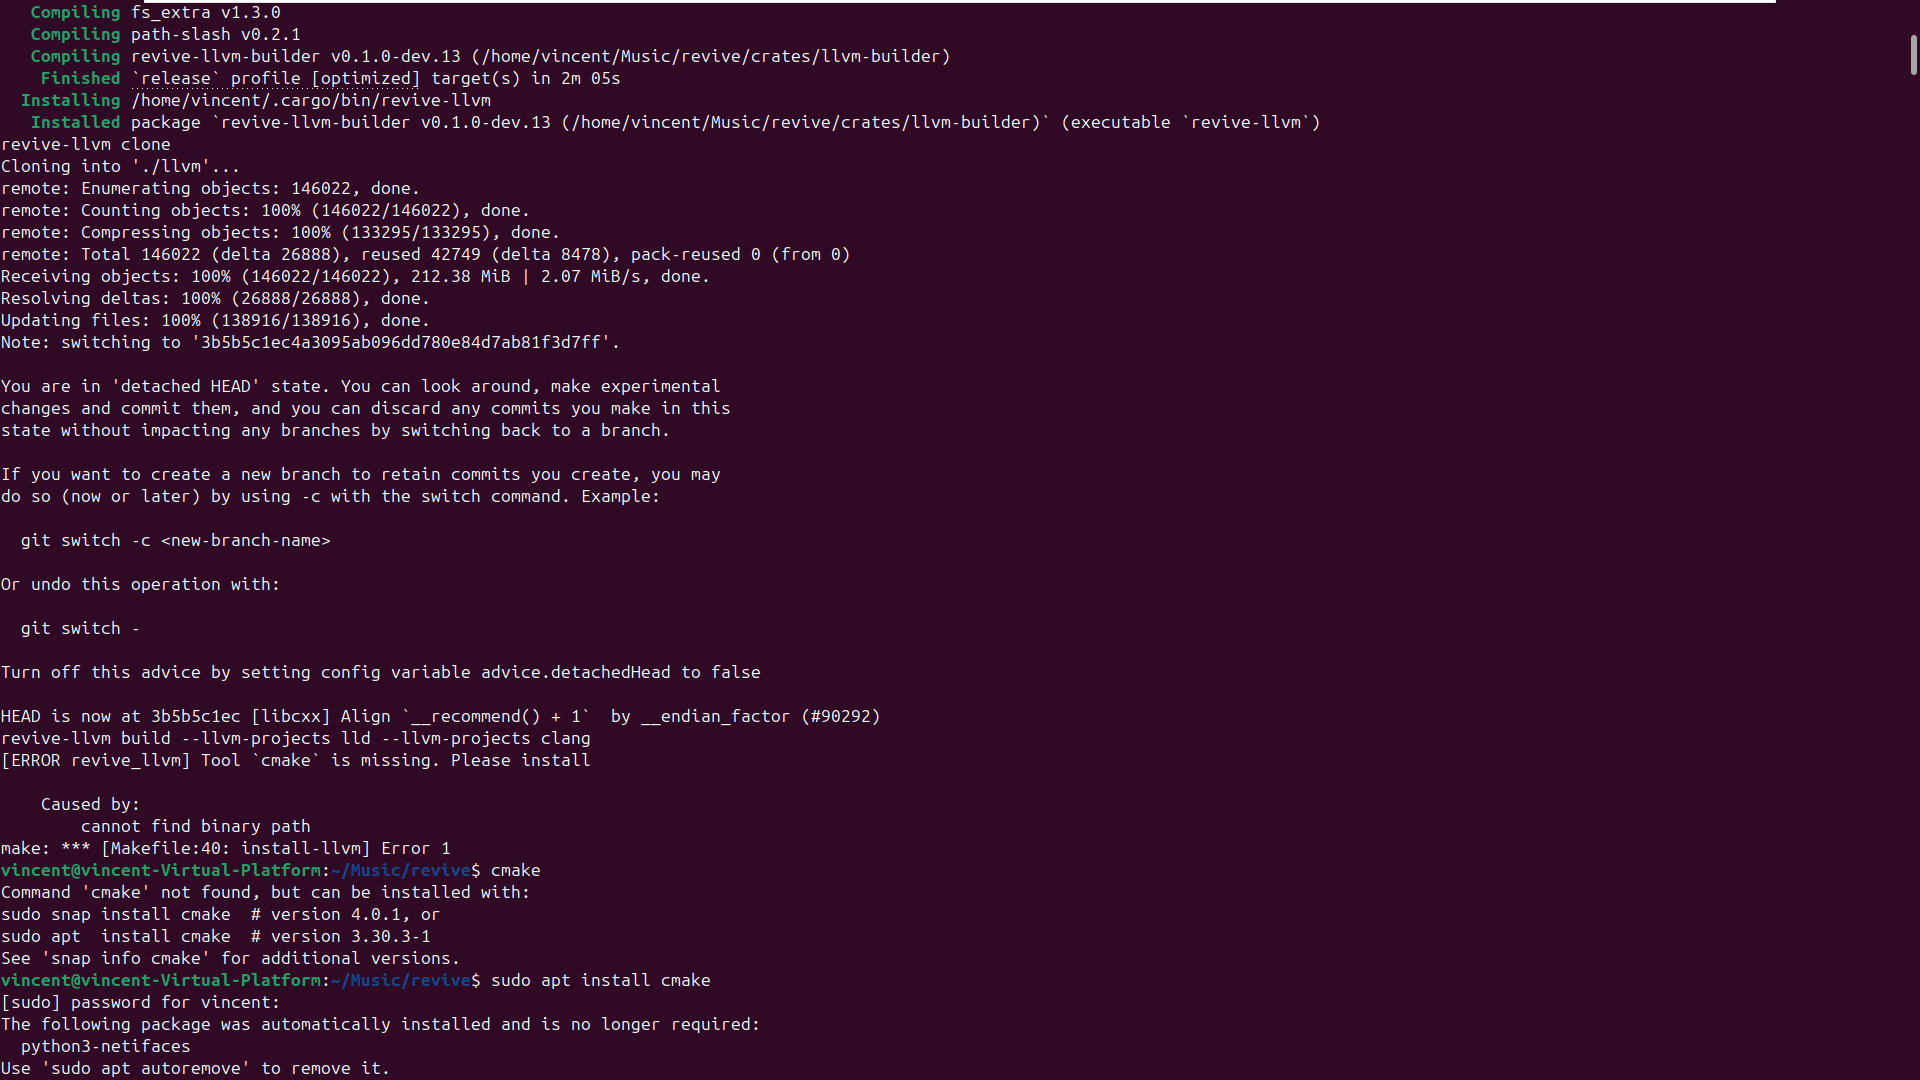 Compiling fs_extra v1.3.0
Compiling path-slash v0.2.1
Compiling revive-llvm-builder v0.1.0-dev.13 (/home/vincent/Music/revive/crates/llvm-builder)
Finished `release` profile [optimized] target(s) in 2m 05s
Installing /home/vincent/.cargo/bin/revive-llvm
Installed package `revive-llvm-builder v0.1.0-dev.13 (/home/vincent/Music/revive/crates/llvm-builder)` (executable `revive-llvm`)
revive-llvm clone
Cloning into './llvm'...
remote: Enumerating objects: 146022, done.
remote: Counting objects: 100% (146022/146022), done.
remote: Compressing objects: 100% (133295/133295), done.
remote: Total 146022 (delta 26888), reused 42749 (delta 8478), pack-reused 0 (from 0)
Receiving objects: 100% (146022/146022), 212.38 MiB | 2.07 MiB/s, done.
Resolving deltas: 100% (26888/26888), done.
Updating files: 100% (138916/138916), done.
Note: switching to '3b5b5c1ec4a3095ab096dd780e84d7ab81f3d7ff'.
You are in 'detached HEAD' state. You can look around, make experimental
changes and commit them, and you can discard any commits you make in this
state without impacting any branches by switching back to a branch.
If you want to create a new branch to retain commits you create, you may
do so (now or later) by using -c with the switch command. Example:
git switch -c <new-branch-name>
Or undo this operation with:
git switch -
Turn off this advice by setting config variable advice.detachedHead to false
HEAD is now at 3b5b5c1ec [libcxx] Align `__recommend() + 1`  by __endian_factor (#90292)
revive-llvm build --llvm-projects lld --llvm-projects clang
[ERROR revive_llvm] Tool `cmake` is missing. Please install
Caused by:
cannot find binary path
make: *** [Makefile:40: install-llvm] Error 1
vincent@vincent-Virtual-Platform:~/Music/revive$ cmake
Command 'cmake' not found, but can be installed with:
sudo snap install cmake  # version 4.0.1, or
sudo apt  install cmake  # version 3.30.3-1
See 'snap info cmake' for additional versions.
vincent@vincent-Virtual-Platform:~/Music/revive$ sudo apt install cmake
[sudo] password for vincent:
The following package was automatically installed and is no longer required:
python3-netifaces
Use 'sudo apt autoremove' to remove it.